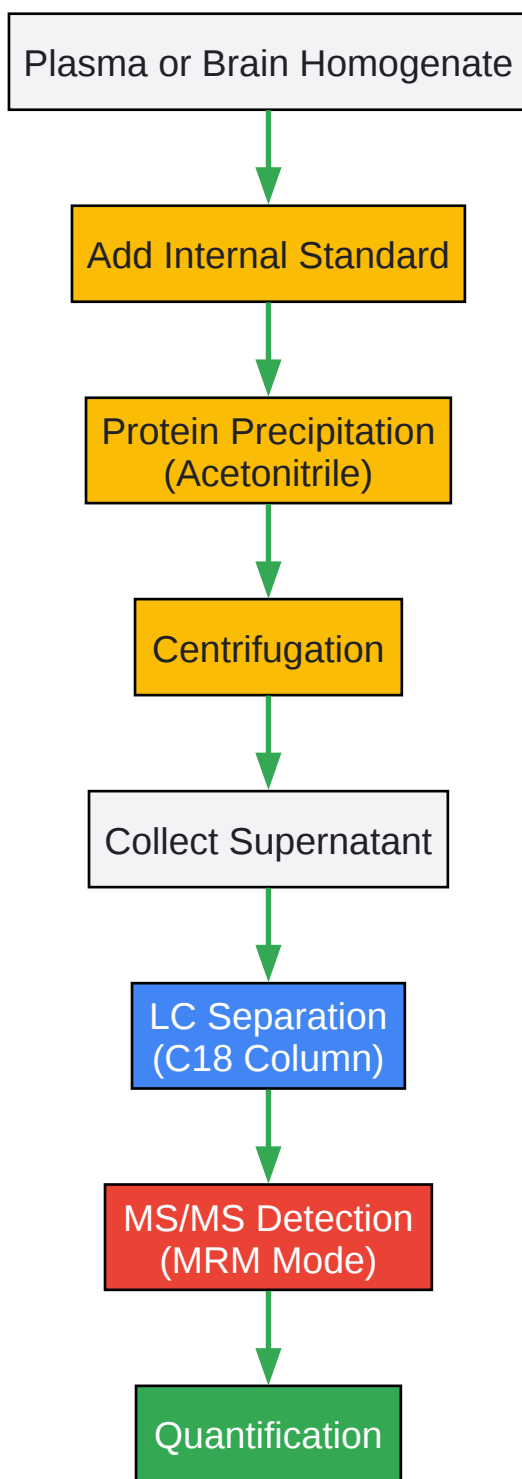 Plasma or Brain Homogenate
Add Internal Standard
Protein Precipitation
(Acetonitrile)
Centrifugation
Collect Supernatant
LC Separation
(C18 Column)
MS/MS Detection
(MRM Mode)
Quantification